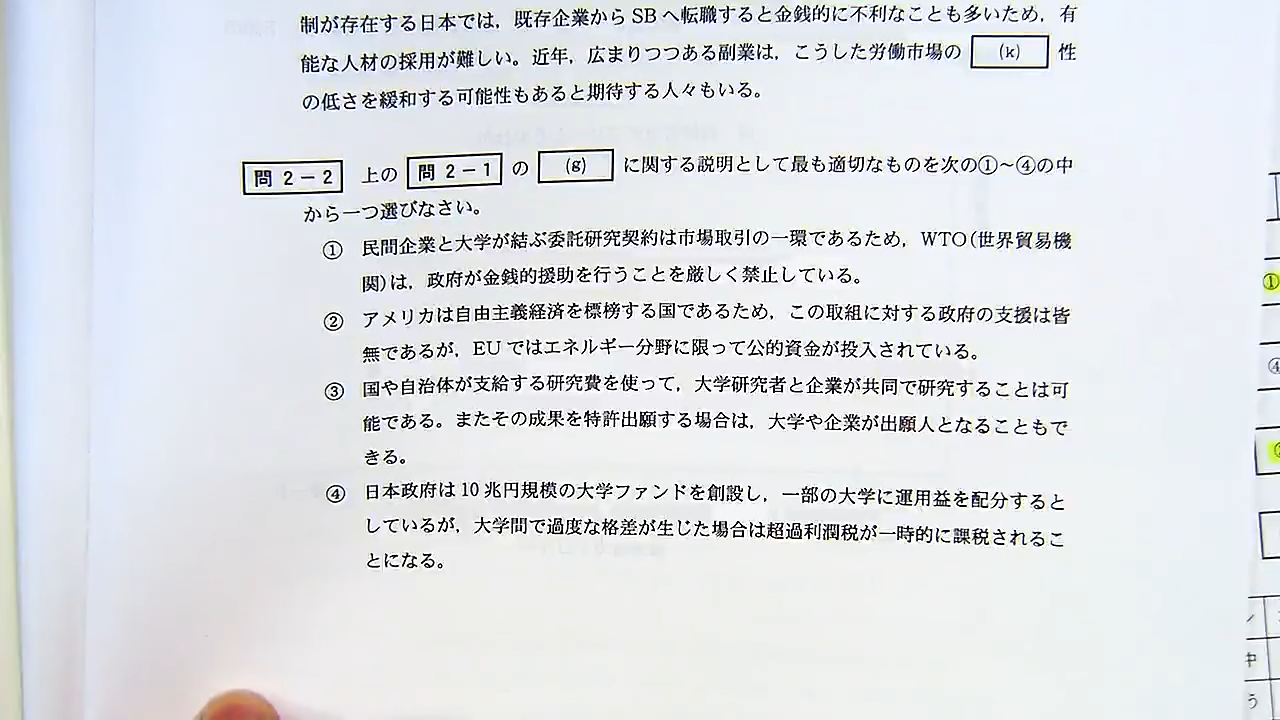 制が存在する日本では，既存企業から SB へ転職すると金銭的に不利なことも多いため，有
能な人材の採用が難しい。近年，広まりつつある副業は，こうした労働市場の (k) 性
の低さを緩和する可能性もあると期待する人々もいる。
問 2－2 上の 問 2－1 の (g) に関する説明として最も適切なものを次の①～④の中
から一つ選びなさい。
① 民間企業と大学が結ぶ委託研究契約は市場取引の一環であるため，WTO(世界貿易機
関)は，政府が金銭的援助を行うことを厳しく禁止している。
② アメリカは自由主義経済を標榜する国であるため，この取組に対する政府の支援は皆
無であるが，EU ではエネルギー分野に限って公的資金が投入されている。
③ 国や自治体が支給する研究費を使って，大学研究者と企業が共同で研究することは可
能である。またその成果を特許出願する場合は，大学や企業が出願人となることもで
きる。
④ 日本政府は 10 兆円規模の大学ファンドを創設し，一部の大学に運用益を配分すると
しているが，大学間で過度な格差が生じた場合は超過利潤税が一時的に課税されるこ
とになる。
①
④
中
う